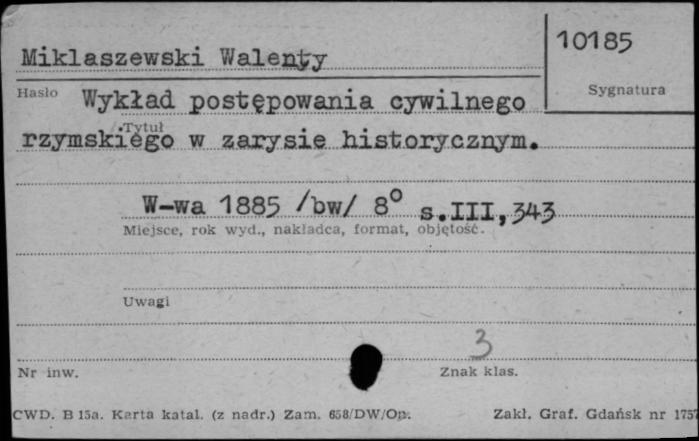 Miklaszewski Walenty
10185
Hasło
Sygnatura
Wykład postępowania cywilnego
Tytuł
rzymskiego w zarysie historycznym.
W-wa 1885 /bw/ 8° s.III,343
Miejsce, rok wyd., nakładca, format, objętość.
Uwagi
3
Nr inw.
Znak klas.
CWD. B 15a. Karta katal. (z nadr.) Zam. 658/DW/Op.
Zakł. Graf. Gdańsk nr 1757